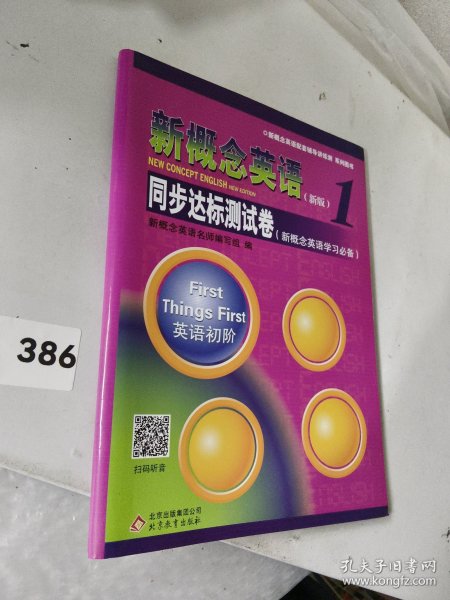 ◇新概念英语配套辅导讲练测 系列图书
新概念英语
NEW CONCEPT ENGLISH NEW EDITION
(新版)
1
同步达标测试卷
(新概念英语学习必备)
新概念英语名师编写组 编
First
Things First
英语初阶
386
扫码听音
北京出版集团公司
北京教育出版社
孔夫子旧书网
www.kongfz.com